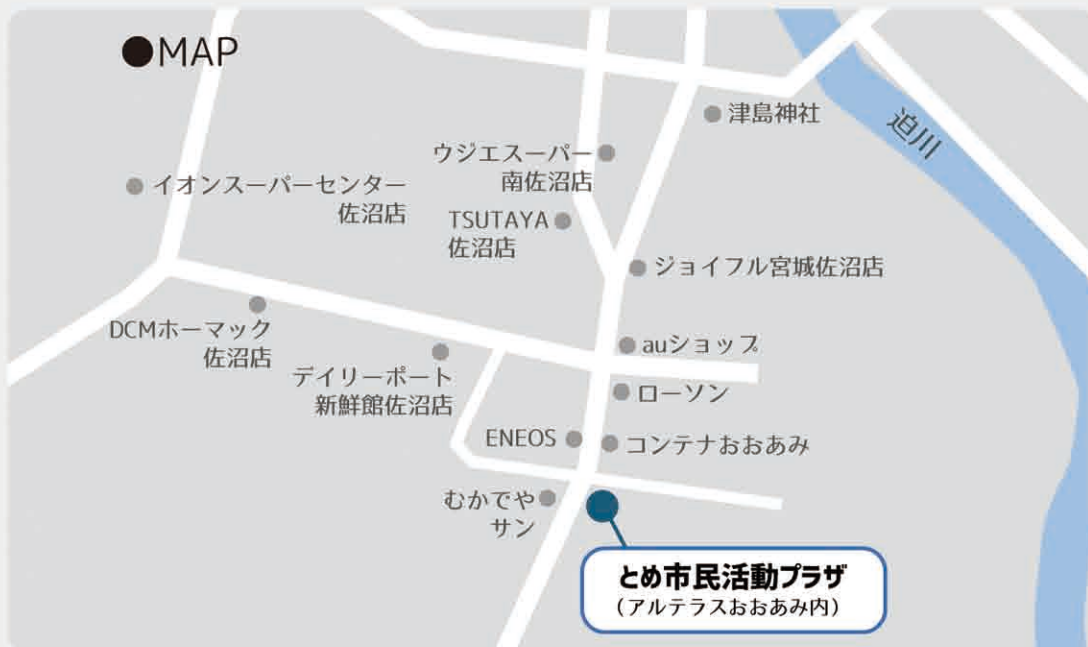 ●MAP
津島神社
迫川
ウジエスーパー
南佐沼店
イオンスーパーセンター
佐沼店
TSUTAYA
佐沼店
ジョイフル宮城佐沼店
DCMホーマック
佐沼店
auショップ
デイリーポート
新鮮館佐沼店
ローソン
ENEOS
コンテナおおあみ
むかでや
サン
とめ市民活動プラザ
（アルテラスおおあみ内）